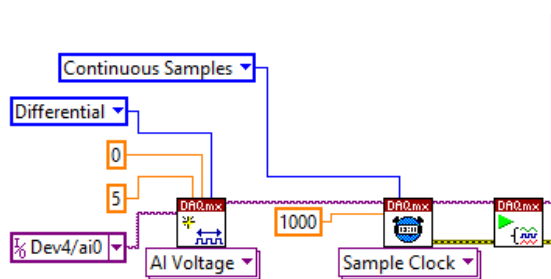 Continuous Samples
Differential
0
5
DAQmx
DAQmx
DAQmx
1000
I/O Dev4/ai0
AI Voltage
Sample Clock